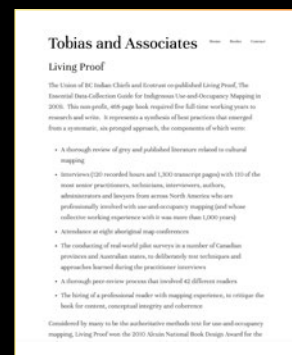 Tobias and Associates
Home Books Contact
Living Proof
The Union of BC Indian Chiefs and Ecotrust co-published Living Proof, The
Essential Data-Collection Guide for Indigenous Use-and-Occupancy Mapping in
2009. This non-profit, 468 page book required five full-time working years to
research and write. It represents a synthesis of best practices that emerged
from a systematic, six-pronged approach, the components of which were:
• A thorough review of grey and published literature related to cultural
mapping
• Interviews (120 recorded hours and 1,300 transcript pages) with 135 of the
most senior practitioners, technicians, interviewers, authors,
administrators and lawyers from across North America who are
professionally involved with use-and-occupancy mapping (and whose
collective working experience with it was more than 1,000 years)
• Attendance at eight aboriginal map conferences
• The conducting of real-world pilot surveys in a number of Canadian
provinces and Australian states, to deliberately test techniques and
approaches learned during the practitioner interviews
• A thorough peer-review process that involved 62 different readers
• The hiring of a professional reader with mapping experience, to critique the
book for content, conceptual integrity and coherence
Considered by many to be the authoritative methods text for use-and-occupancy
mapping, Living Proof won the 2010 Alcuin National Book Design Award for the